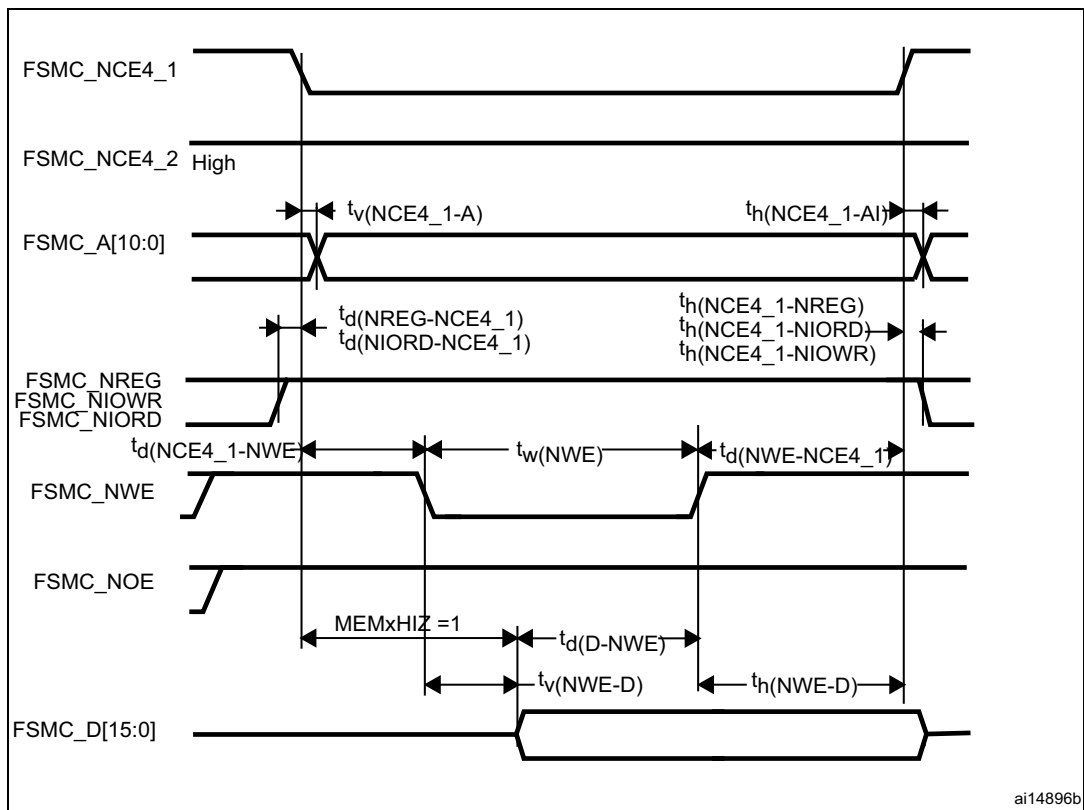 FSMC_NCE4_1
FSMC_NCE4_2 High
tv(NCE4_1-A)
th(NCE4_1-AI)
FSMC_A[10:0]
td(NREG-NCE4_1)
td(NIORD-NCE4_1)
th(NCE4_1-NREG)
th(NCE4_1-NIORD)
th(NCE4_1-NIOWR)
FSMC_NREG
FSMC_NIOWR
FSMC_NIORD
td(NCE4_1-NWE)
tw(NWE)
td(NWE-NCE4_1)
FSMC_NWE
FSMC_NOE
MEMxHIZ =1
td(D-NWE)
tv(NWE-D)
th(NWE-D)
FSMC_D[15:0]
ai14896b